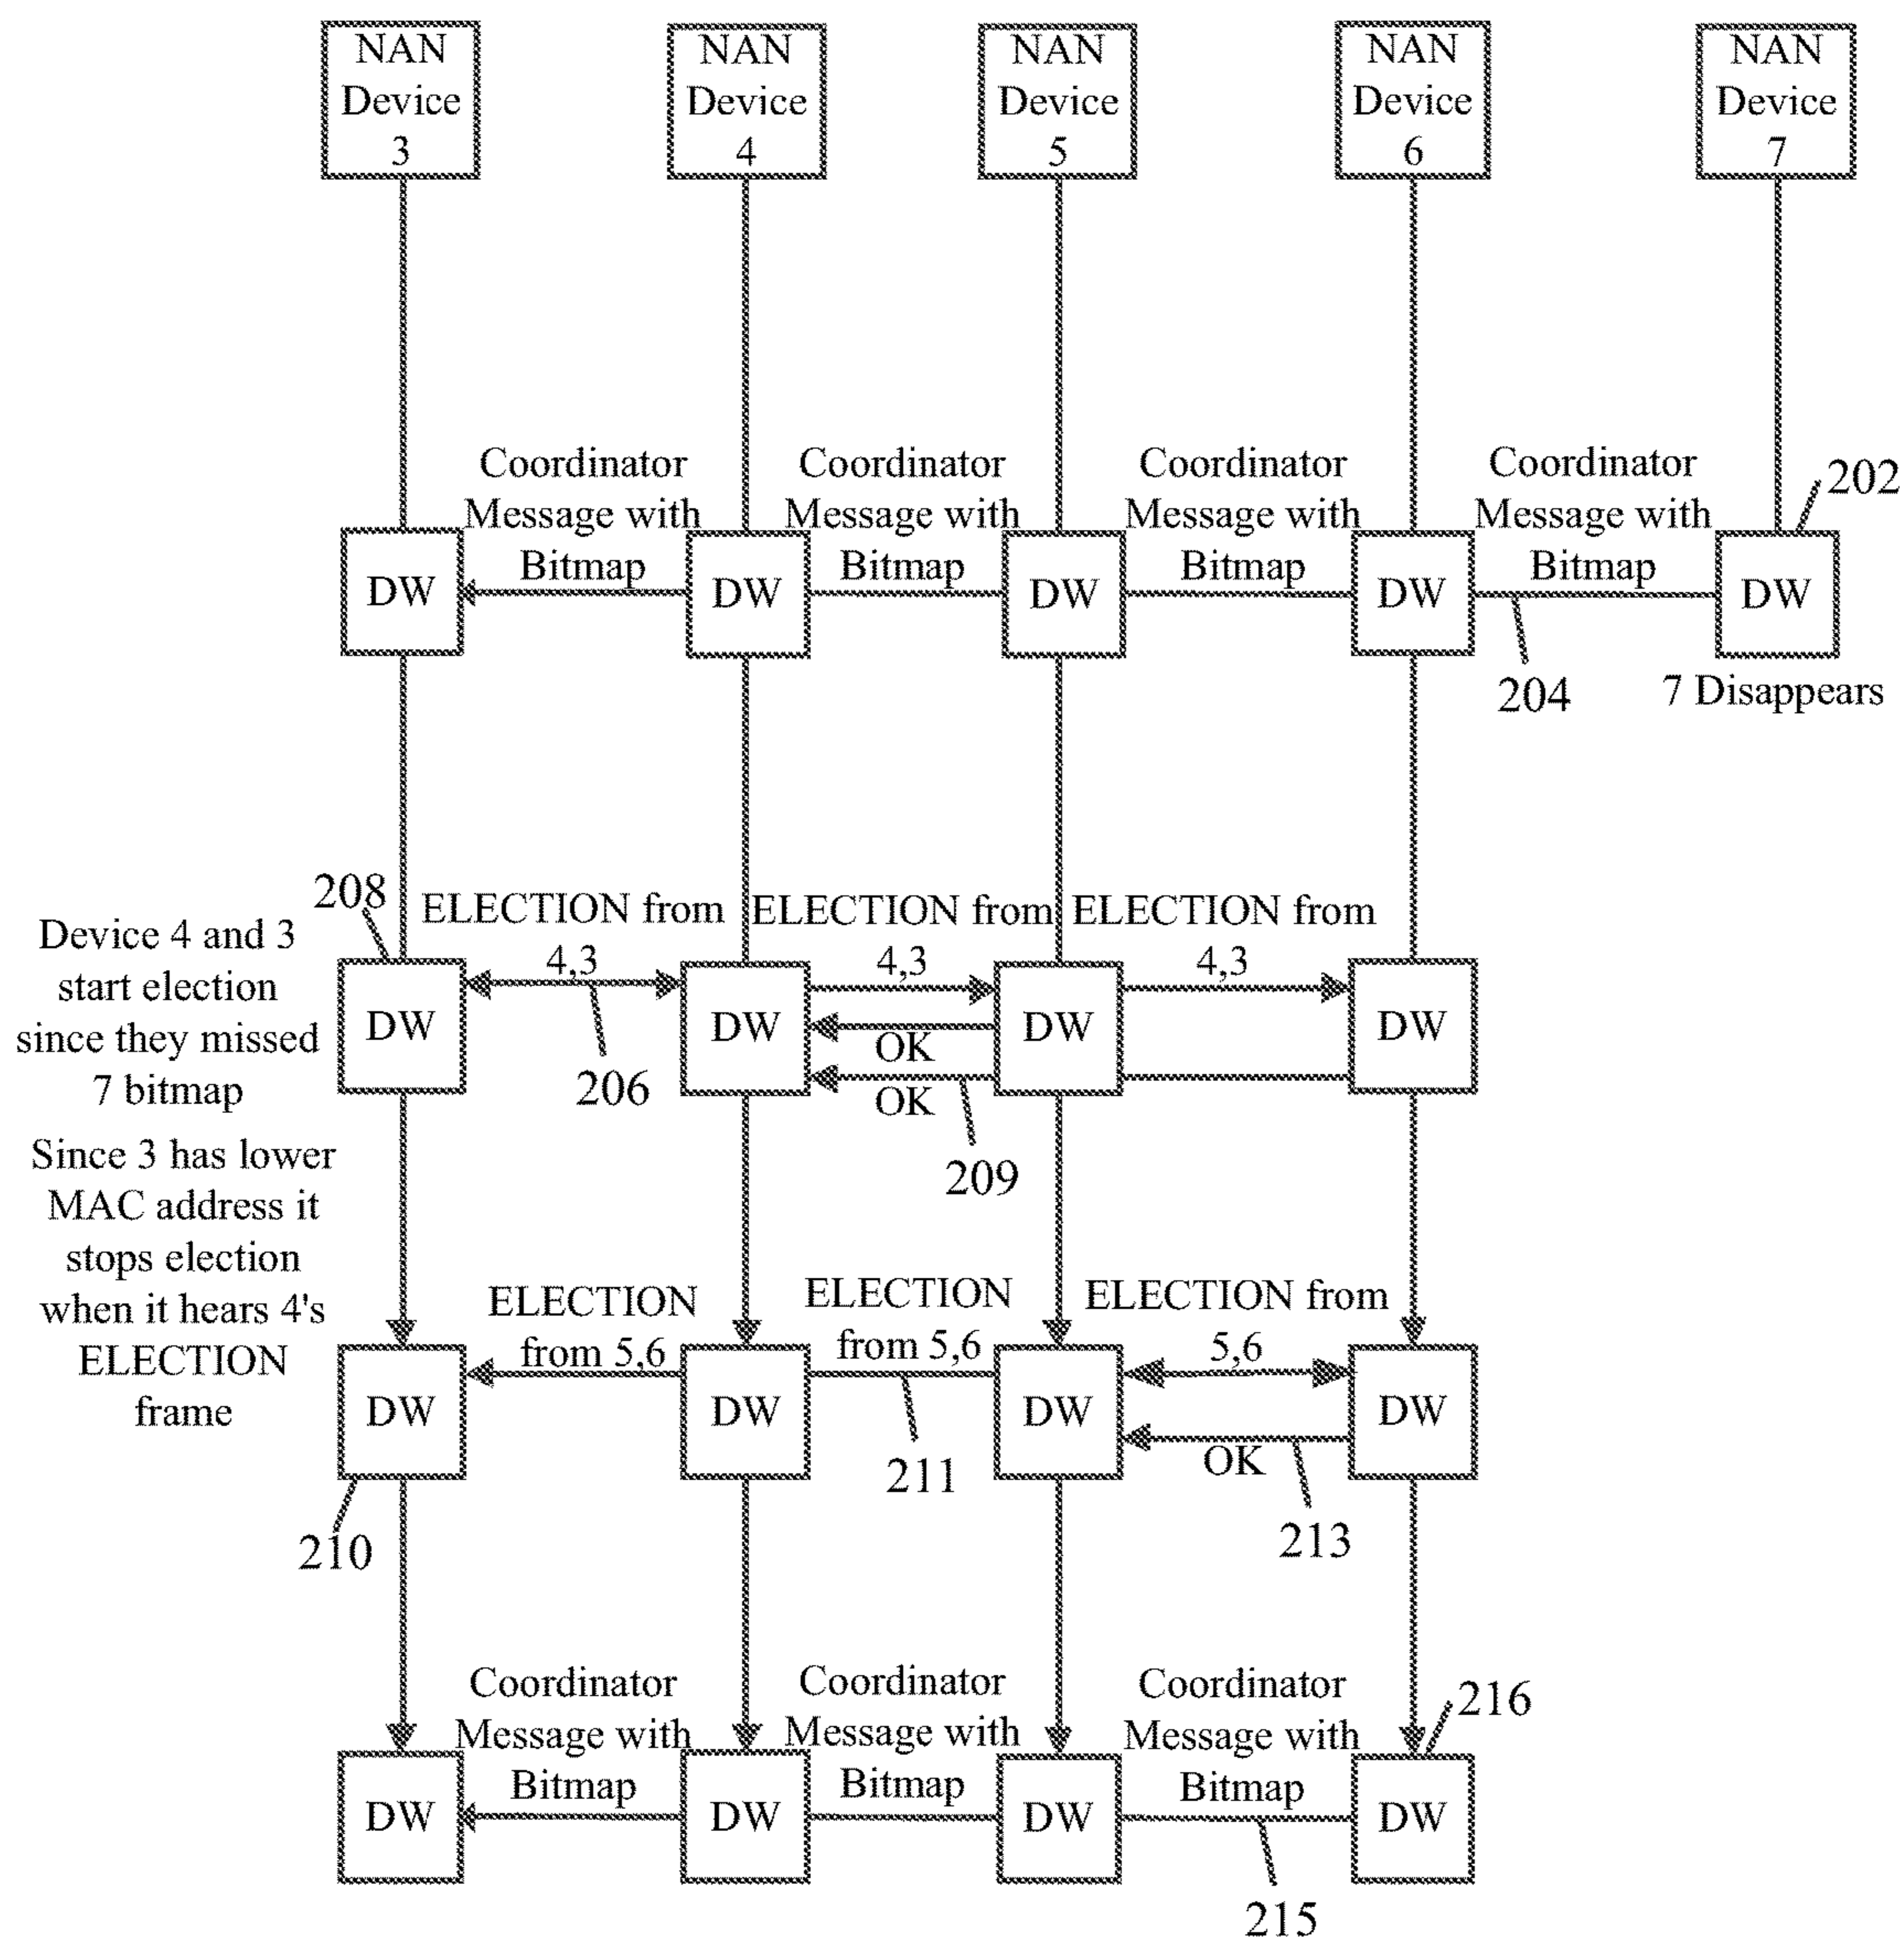 NAN
Device
3
NAN
Device
4
NAN
Device
5
NAN
Device
6
NAN
Device
7
Coordinator
Message with
Bitmap
Coordinator
Message with
Bitmap
Coordinator
Message with
Bitmap
Coordinator
Message with
Bitmap
202
DW
DW
DW
DW
DW
204
7 Disappears
208
Device 4 and 3
start election
since they missed
7 bitmap
ELECTION from
4,3
ELECTION from
4,3
ELECTION from
4,3
DW
DW
DW
DW
OK
OK
206
209
Since 3 has lower
MAC address it
stops election
when it hears 4's
ELECTION
frame
ELECTION
from 5,6
ELECTION
from 5,6
ELECTION from
5,6
DW
DW
DW
DW
OK
210
211
213
Coordinator
Message with
Bitmap
Coordinator
Message with
Bitmap
Coordinator
Message with
Bitmap
216
DW
DW
DW
DW
215